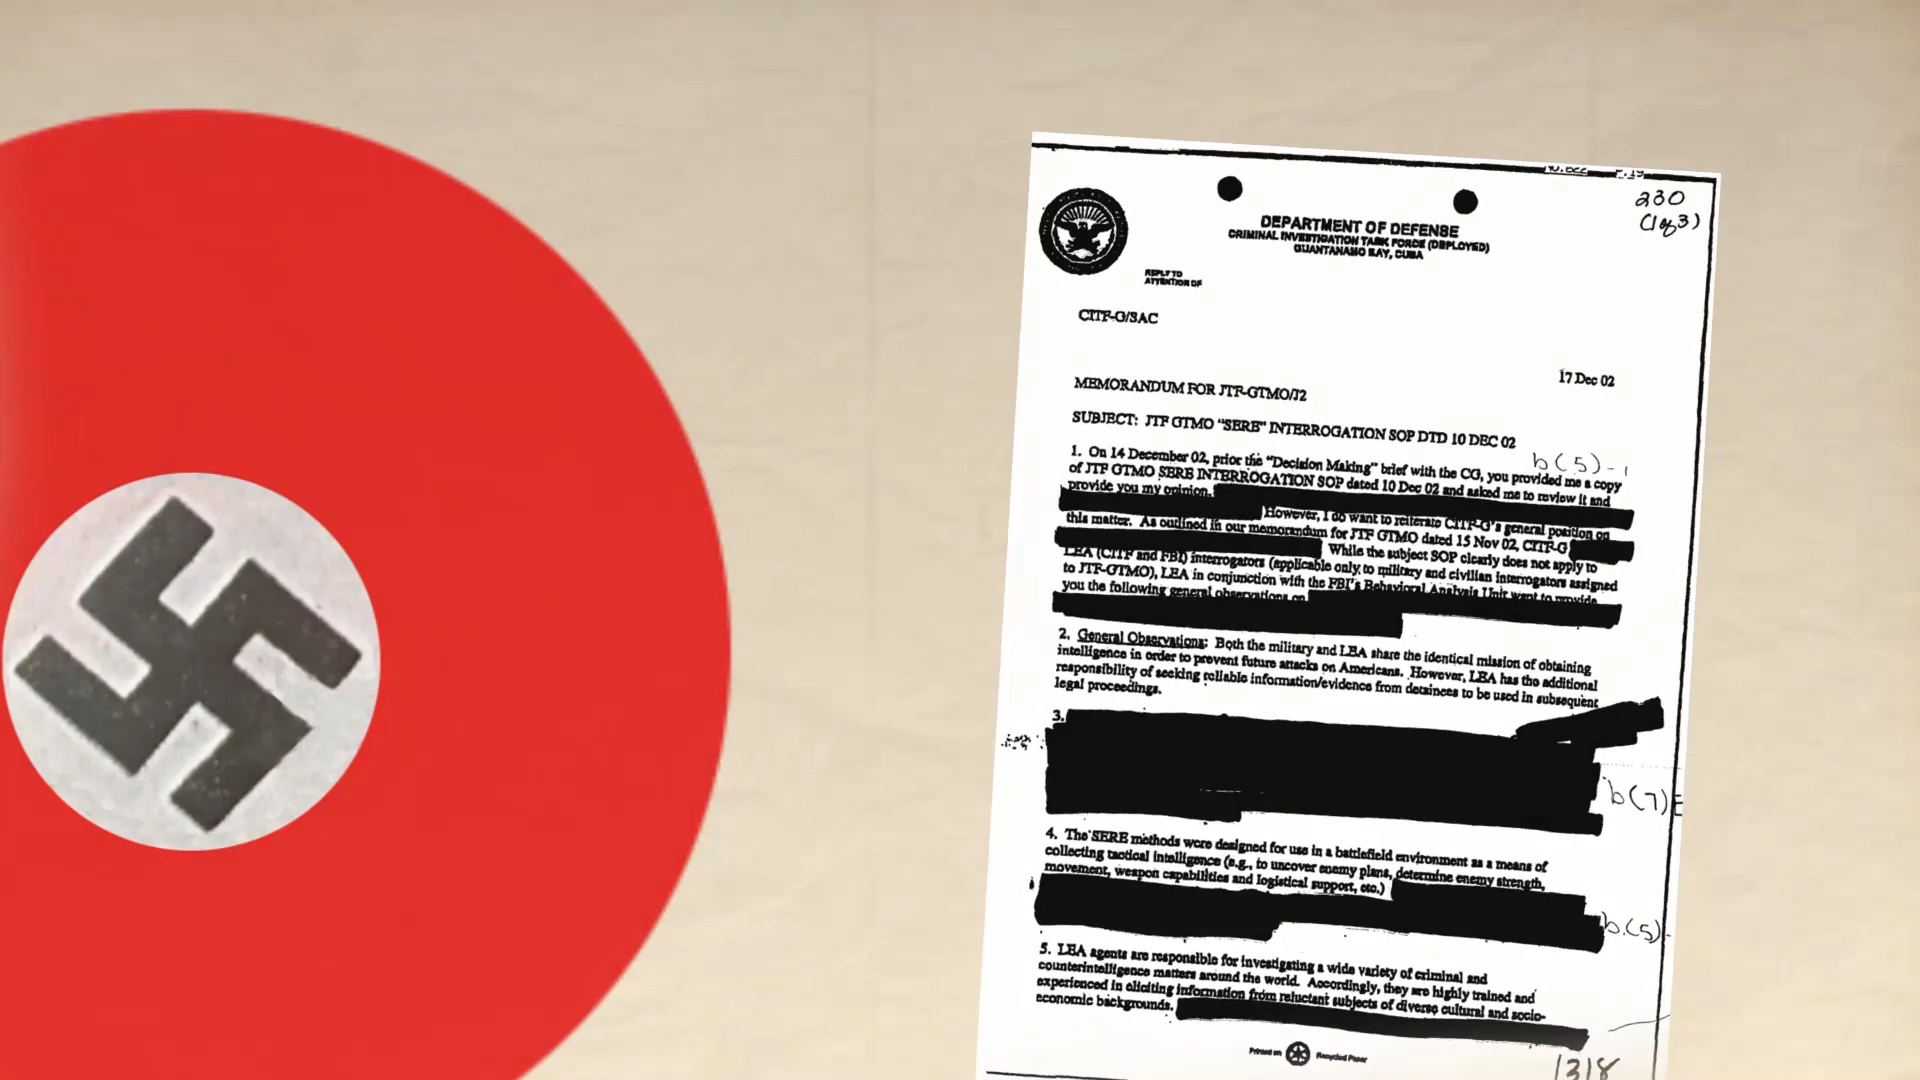 230
(1 of 3)
DEPARTMENT OF DEFENSE
CRIMINAL INVESTIGATION TASK FORCE (DEPLOYED)
GUANTANAMO BAY, CUBA
REPLY TO
ATTENTION OF
CITF-G/SAC
17 Dec 02
MEMORANDUM FOR JTF-GTMO/J2
SUBJECT: JTF GTMO "SERE" INTERROGATION SOP DTD 10 DEC 02
b(5)-1
1. On 14 December 02, prior the "Decision Making" brief with the CG, you provided me a copy
of JTF GTMO SERE INTERROGATION SOP dated 10 Dec 02 and asked me to review it and
provide you my opinion.
However, I do want to reiterate CITF-G's general position on
this matter. As outlined in our memorandum for JTF GTMO dated 15 Nov 02, CITF-G
While the subject SOP clearly does not apply to
LEA (CITF and FBI) interrogators (applicable only to military and civilian interrogators assigned
to JTF-GTMO), LEA in conjunction with the FBI's Behavioral Analysis Unit want to provide
you the following general observations on
2. General Observations: Both the military and LEA share the identical mission of obtaining
intelligence in order to prevent future attacks on Americans. However, LEA has the additional
responsibility of seeking reliable information/evidence from detainees to be used in subsequent
legal proceedings.
3.
b(7)E
4. The SERE methods were designed for use in a battlefield environment as a means of
collecting tactical intelligence (e.g., to uncover enemy plans, determine enemy strength,
movement, weapon capabilities and logistical support, etc.)
b(5)-
5. LEA agents are responsible for investigating a wide variety of criminal and
counterintelligence matters around the world. Accordingly, they are highly trained and
experienced in eliciting information from reluctant subjects of diverse cultural and socio-
economic backgrounds.
Printed on Recycled Paper
1318